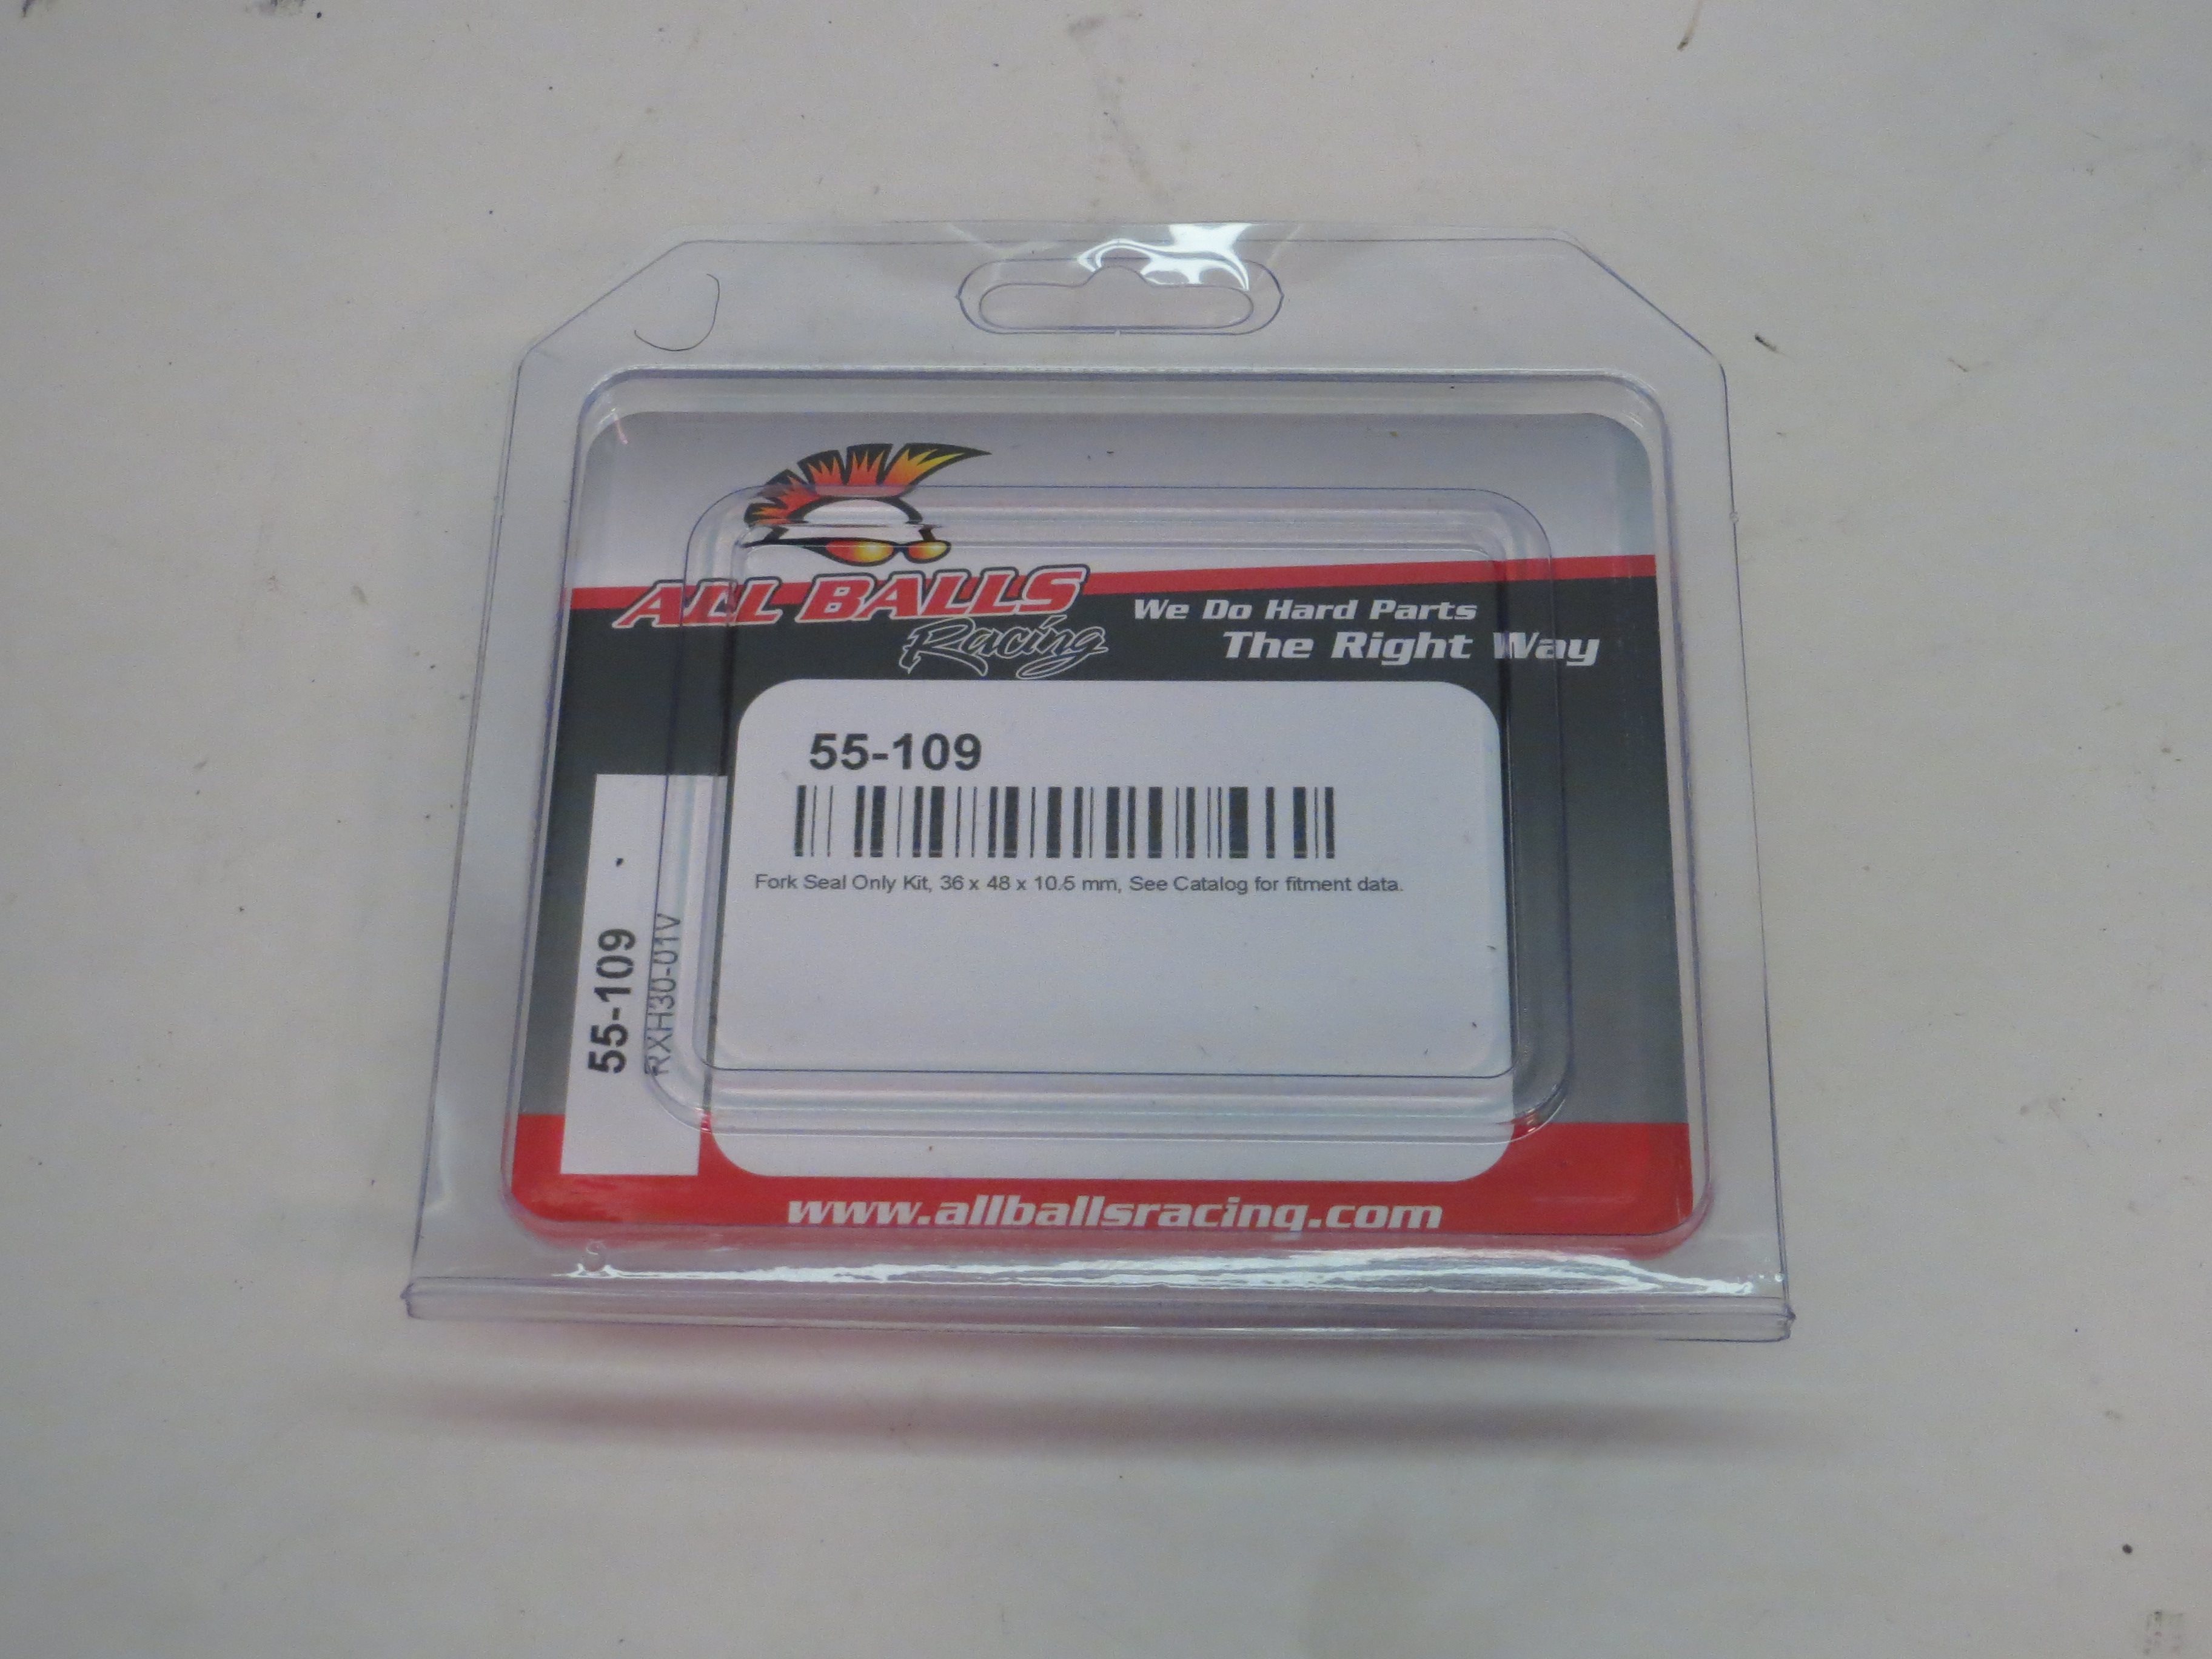 ALL BALLS
Racing
We Do Hard Parts
The Right Way
55-109
Fork Seal Only Kit, 36 x 48 x 10.5 mm, See Catalog for fitment data.
55-109
RXH30-01V
www.allballsracing.com